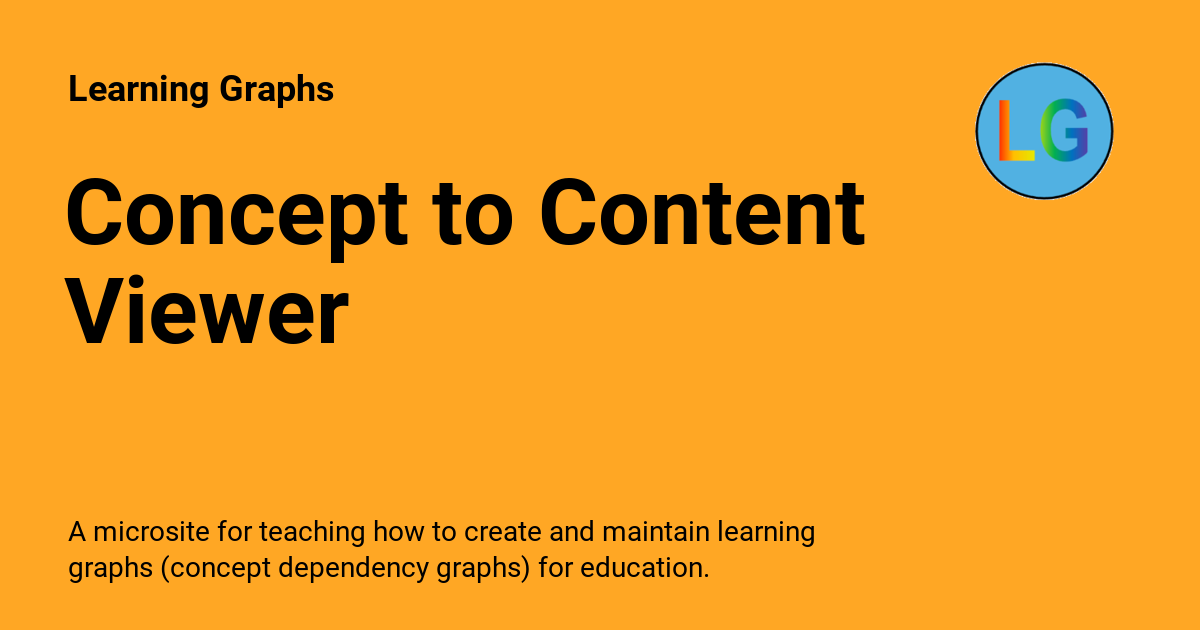 Learning Graphs
LG
Concept to Content
Viewer
A microsite for teaching how to create and maintain learning
graphs (concept dependency graphs) for education.